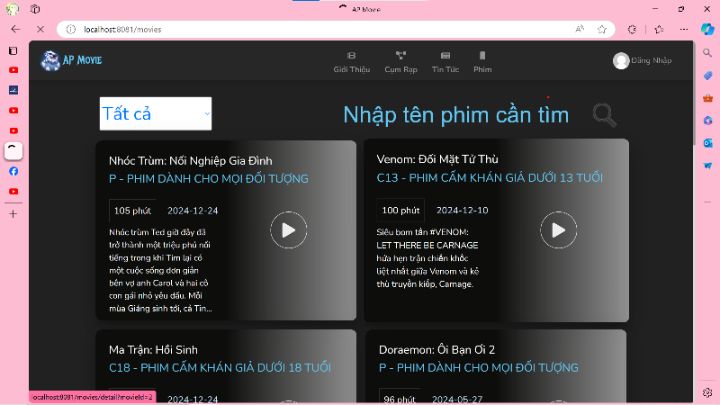 AP Movie
localhost:8081/movies
AP MOVIE
Giới Thiệu
Cụm Rạp
Tin Tức
Phim
Đăng Nhập
Tất cả
Nhập tên phim cần tìm
Nhóc Trùm: Nối Nghiệp Gia Đình
P - PHIM DÀNH CHO MỌI ĐỐI TƯỢNG
105 phút
2024-12-24
Nhóc trùm Ted giờ đây đã
trở thành một triệu phú nổi
tiếng trong khi Tim lại có
một cuộc sống đơn giản
bên vợ anh Carol và hai cô
con gái nhỏ yêu dấu. Mỗi
mùa Giáng sinh tới, cả Tin...
Venom: Đối Mặt Tử Thù
C13 - PHIM CẤM KHÁN GIẢ DƯỚI 13 TUỔI
100 phút
2024-12-10
Siêu bom tấn #VENOM:
LET THERE BE CARNAGE
hứa hẹn trận chiến khốc
liệt nhất giữa Venom và kẻ
thù truyền kiếp, Carnage.
Ma Trận: Hồi Sinh
C18 - PHIM CẤM KHÁN GIẢ DƯỚI 18 TUỔI
2024-12-24
Doraemon: Ôi Bạn Ơi 2
P - PHIM DÀNH CHO MỌI ĐỐI TƯỢNG
96 phút
2024-05-27
localhost:8081/movies/detail?movieId=2